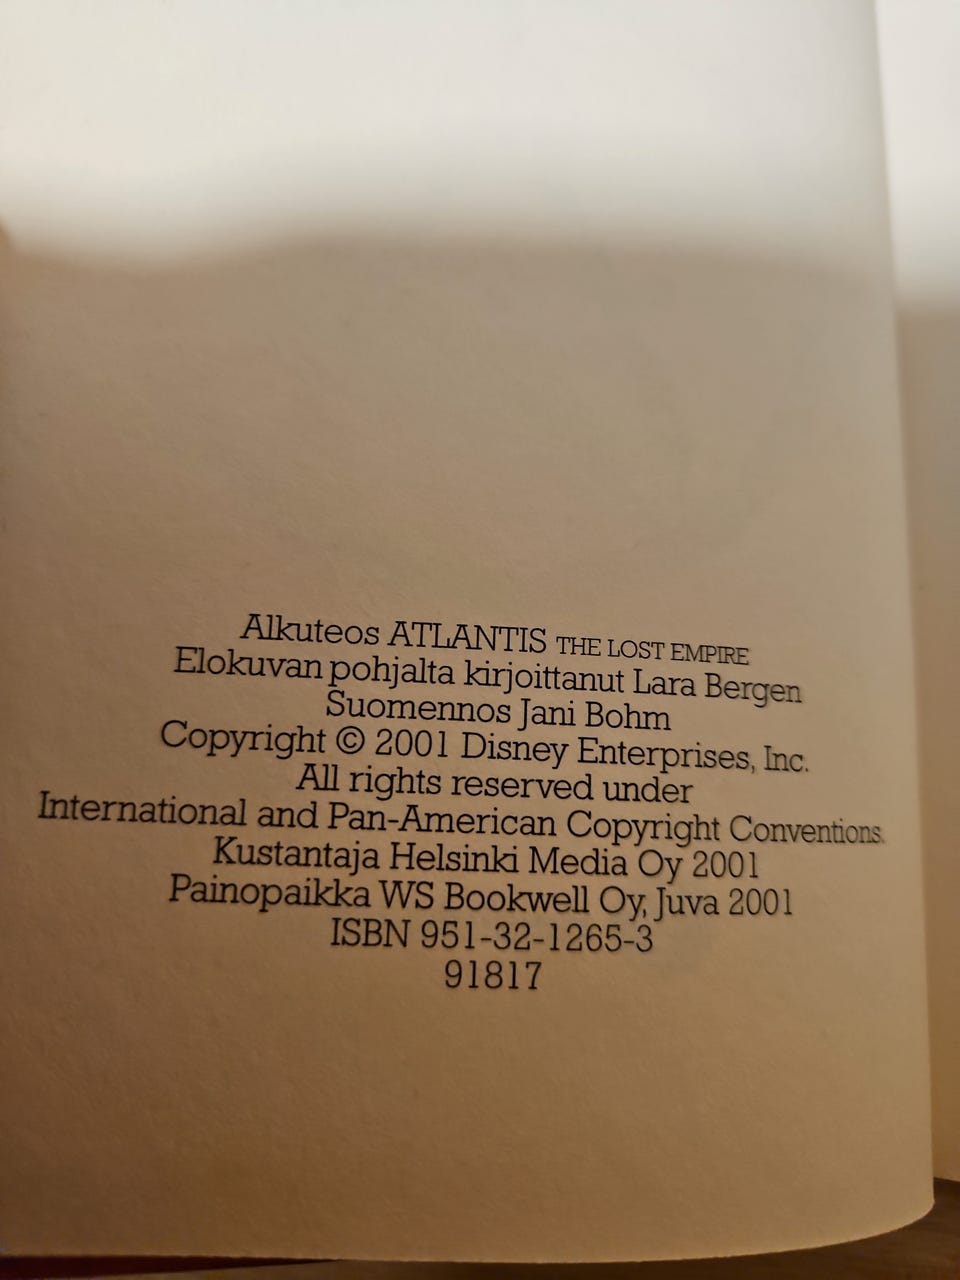 Alkuteos ATLANTIS THE LOST EMPIRE
Elokuvan pohjalta kirjoittanut Lara Bergen
Suomennos Jani Bohm
Copyright © 2001 Disney Enterprises, Inc.
All rights reserved under
International and Pan-American Copyright Conventions.
Kustantaja Helsinki Media Oy 2001
Painopaikka WS Bookwell Oy, Juva 2001
ISBN 951-32-1265-3
91817